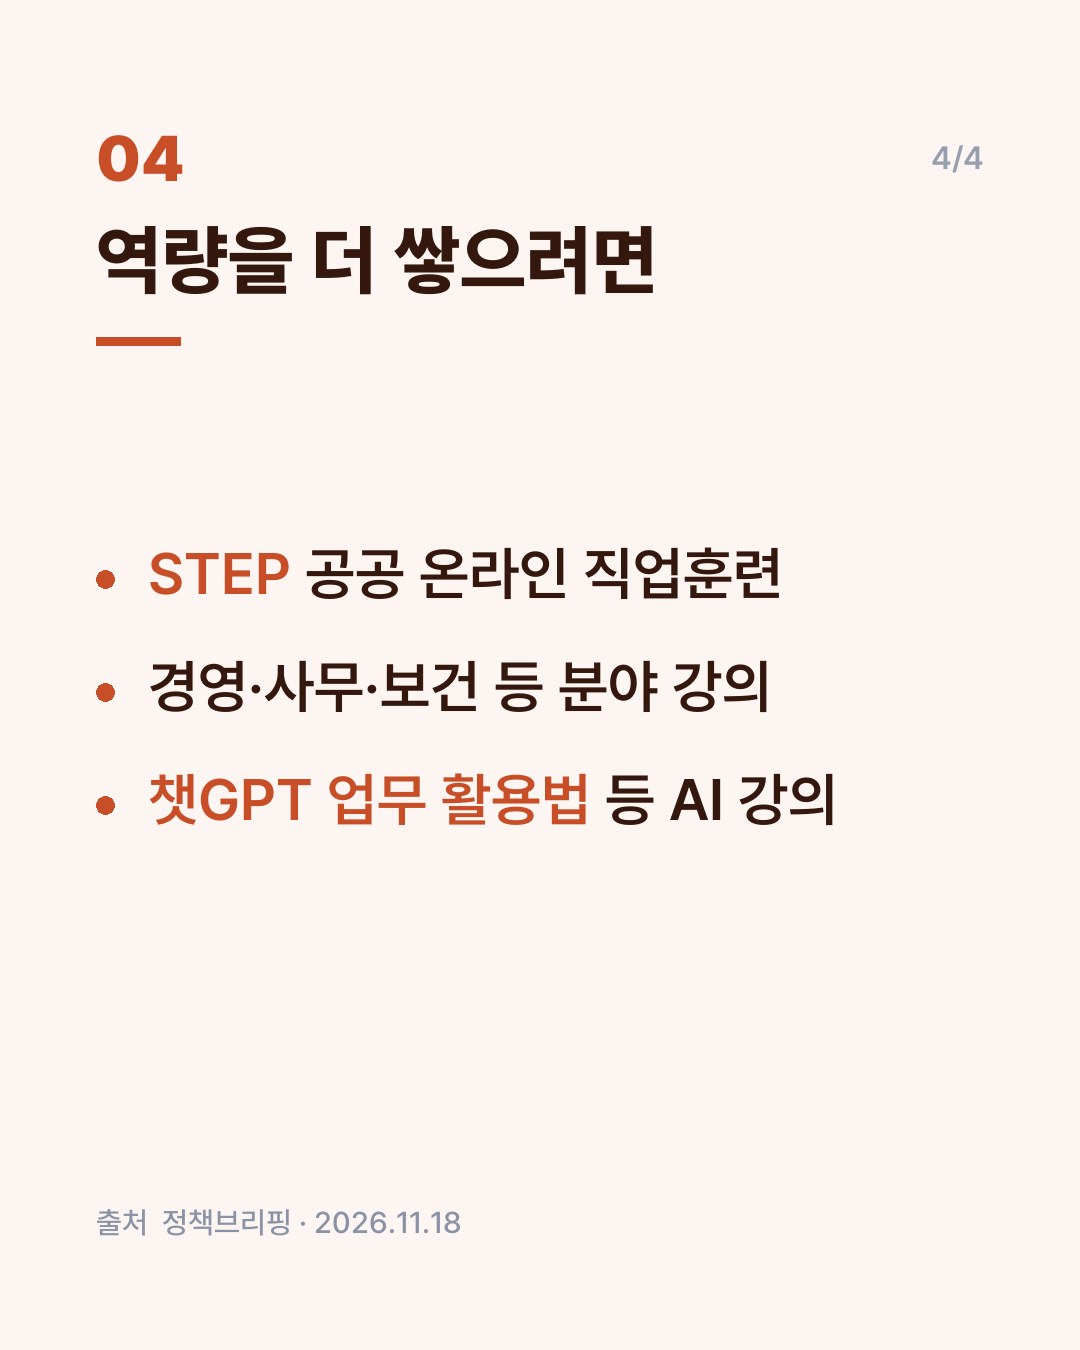 04
4/4
역량을 더 쌓으려면
STEP 공공 온라인 직업훈련
경영·사무·보건 등 분야 강의
챗GPT 업무 활용법 등 AI 강의
출처 정책브리핑 · 2026.11.18